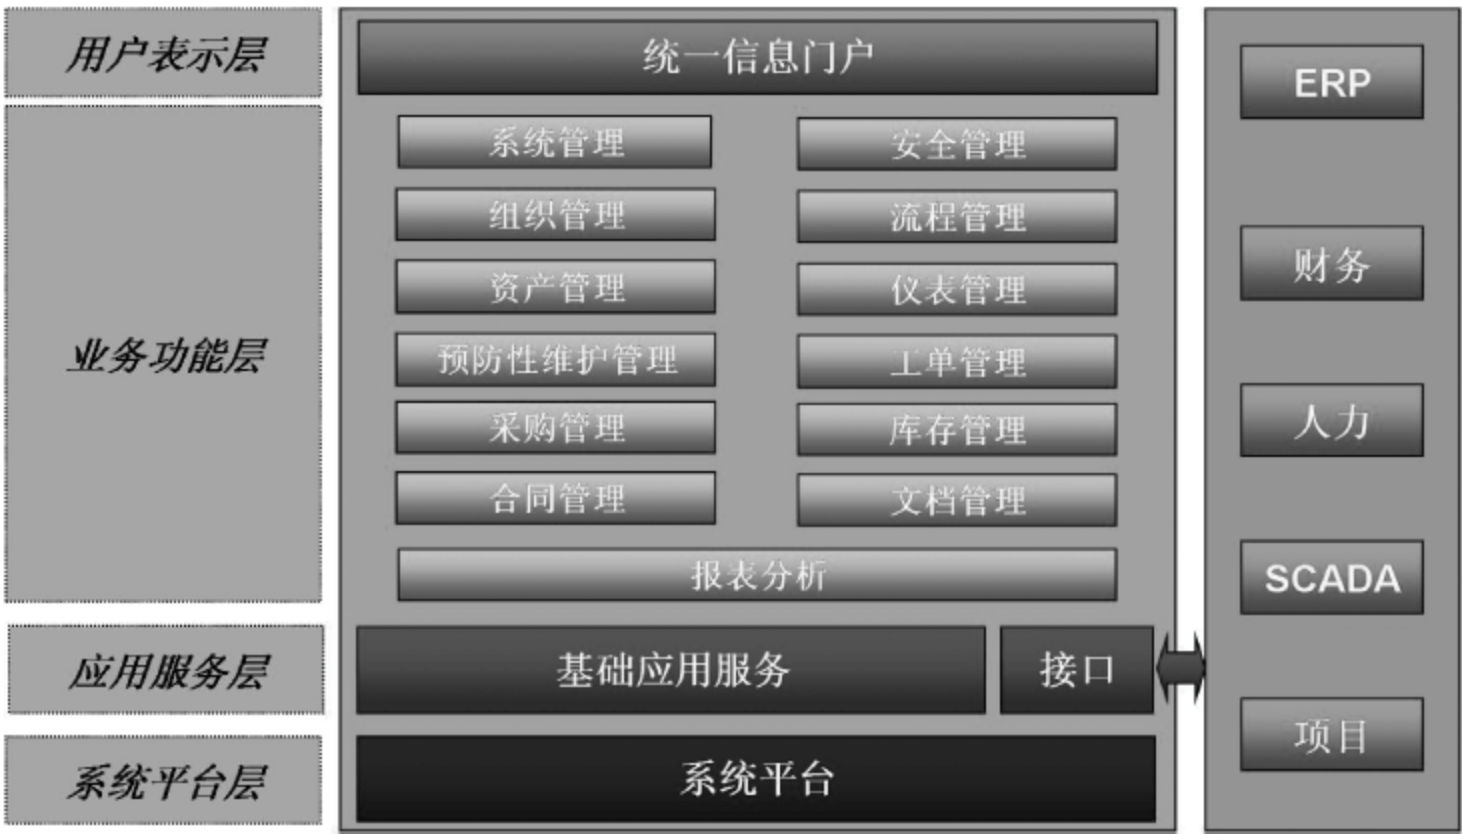 用户表示层
统一信息门户
业务功能层
系统管理
安全管理
组织管理
流程管理
资产管理
仪表管理
预防性维护管理
工单管理
采购管理
库存管理
合同管理
文档管理
报表分析
应用服务层
基础应用服务
接口
系统平台层
系统平台
ERP
财务
人力
SCADA
项目